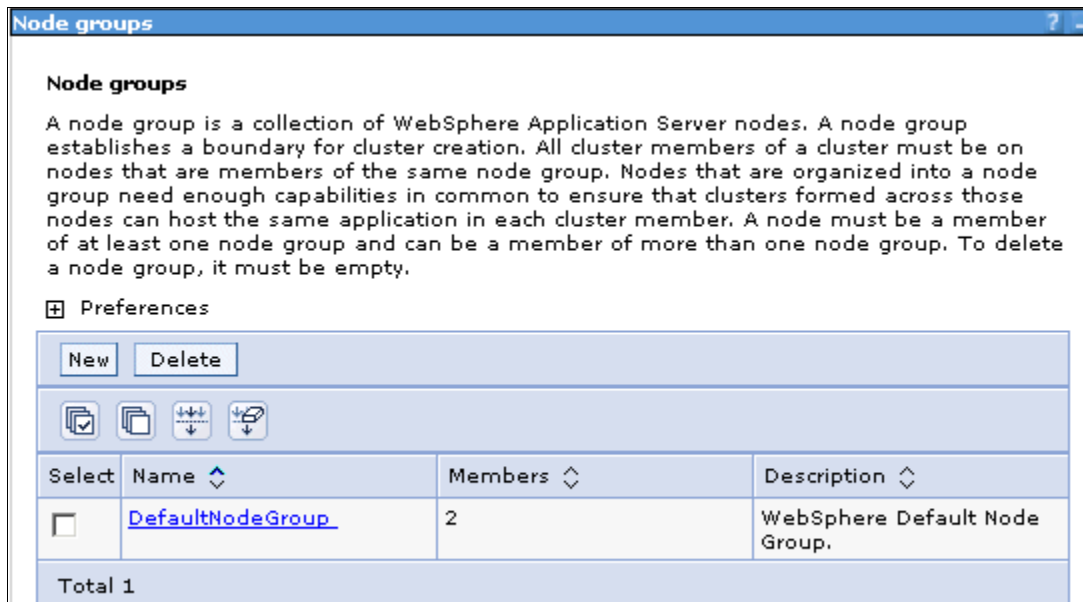 Node groups ? -
Node groups
A node group is a collection of WebSphere Application Server nodes. A node group
establishes a boundary for cluster creation. All cluster members of a cluster must be on
nodes that are members of the same node group. Nodes that are organized into a node
group need enough capabilities in common to ensure that clusters formed across those
nodes can host the same application in each cluster member. A node must be a member
of at least one node group and can be a member of more than one node group. To delete
a node group, it must be empty.
Preferences
New Delete
Select Name Members Description
DefaultNodeGroup 2 WebSphere Default Node
Group.
Total 1